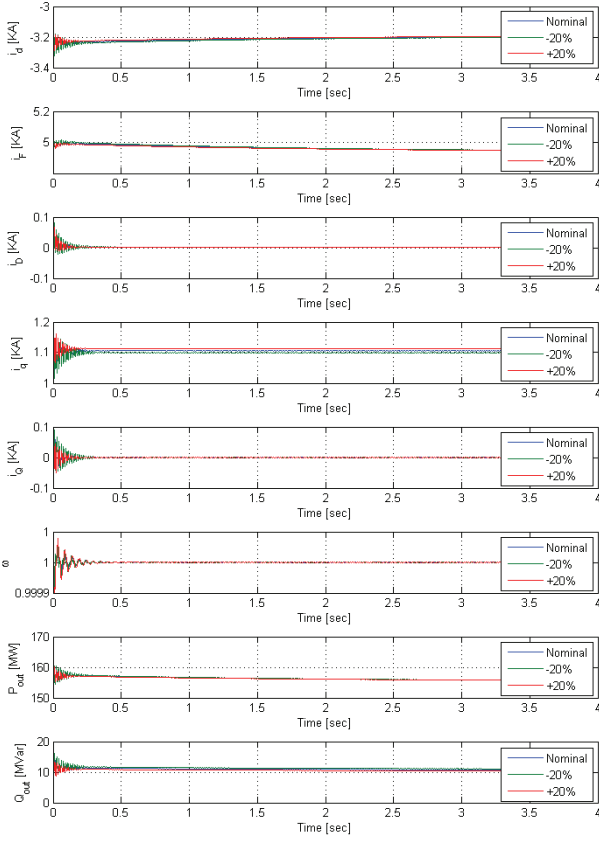 -3
-3.2
-3.4
i_d [KA]
Nominal
-20%
+20%
0 0.5 1 1.5 2 2.5 3 3.5 4
Time [sec]
5.2
5
i_F [KA]
Nominal
-20%
+20%
0 0.5 1 1.5 2 2.5 3 3.5 4
Time [sec]
0.1
0
-0.1
i_D [KA]
Nominal
-20%
+20%
0 0.5 1 1.5 2 2.5 3 3.5 4
Time [sec]
1.2
1.1
1
i_q [KA]
Nominal
-20%
+20%
0 0.5 1 1.5 2 2.5 3 3.5 4
Time [sec]
0.1
0
-0.1
i_Q [KA]
Nominal
-20%
+20%
0 0.5 1 1.5 2 2.5 3 3.5 4
Time [sec]
1
1
0.9999
ω
Nominal
-20%
+20%
0 0.5 1 1.5 2 2.5 3 3.5 4
Time [sec]
170
160
150
P_out [MW]
Nominal
-20%
+20%
0 0.5 1 1.5 2 2.5 3 3.5 4
Time [sec]
20
10
0
Q_out [MVar]
Nominal
-20%
+20%
0 0.5 1 1.5 2 2.5 3 3.5 4
Time [sec]